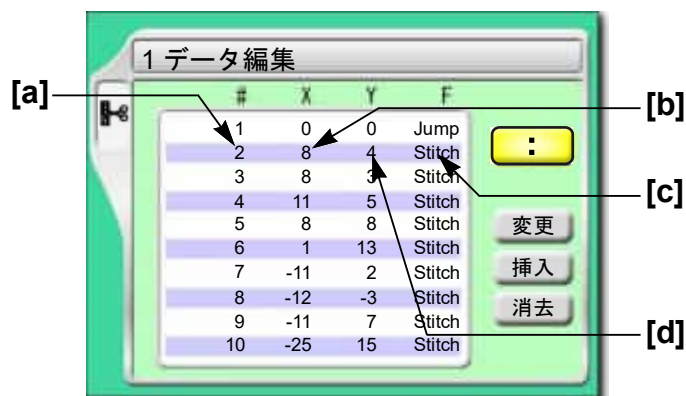 1 データ編集
[a]
# X Y F
[b]
1 0 0 Jump
2 8 4 Stitch
:
3 8 3 Stitch
[c]
4 11 5 Stitch
5 8 8 Stitch
変更
6 1 13 Stitch
7 -11 2 Stitch
挿入
8 -12 -3 Stitch
消去
9 -11 7 Stitch
[d]
10 -25 15 Stitch